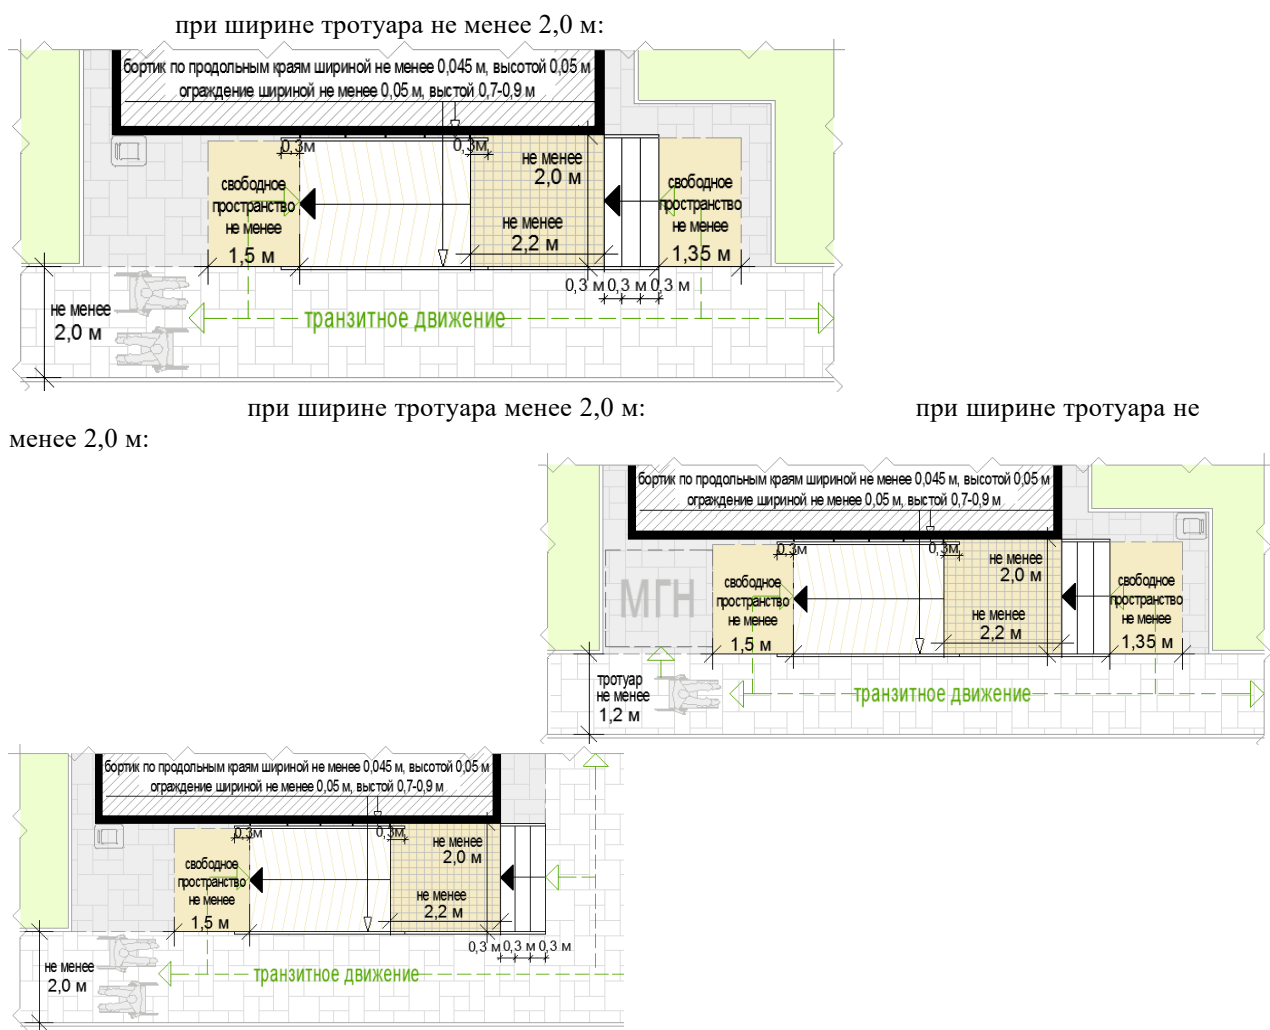 при ширине тротуара не менее 2,0 м:
бортик по продольным краям шириной не менее 0,045 м, высотой 0,05 м
ограждение шириной не менее 0,05 м, выстой 0,7-0,9 м
0,3м
0,3м
не менее
2,0 м
свободное
пространство
не менее
1,5 м
не менее
2,2 м
свободное
пространство
не менее
1,35 м
0,3 м 0,3 м 0,3 м
не менее
2,0 м
транзитное движение
при ширине тротуара менее 2,0 м: при ширине тротуара не
менее 2,0 м:
бортик по продольным краям шириной не менее 0,045 м, высотой 0,05 м
ограждение шириной не менее 0,05 м, выстой 0,7-0,9 м
0,3м
0,3м
не менее
2,0 м
МГН
свободное
пространство
не менее
1,5 м
не менее
2,2 м
свободное
пространство
не менее
1,35 м
тротуар
не менее
1,2 м
транзитное движение
бортик по продольным краям шириной не менее 0,045 м, высотой 0,05 м
ограждение шириной не менее 0,05 м, выстой 0,7-0,9 м
0,3м
0,3м
не менее
2,0 м
свободное
пространство
не менее
1,5 м
не менее
2,2 м
0,3 м 0,3 м 0,3 м
не менее
2,0 м
транзитное движение